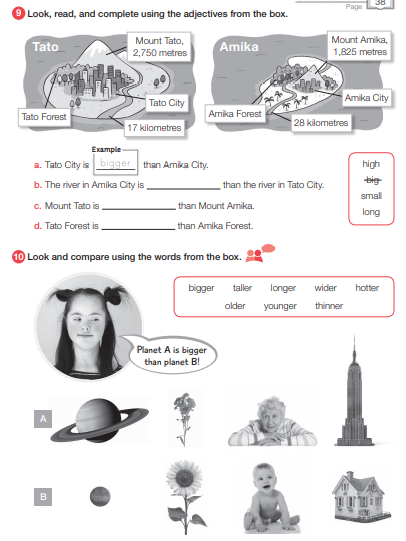 Page 38
9 Look, read, and complete using the adjectives from the box.
Tato
Mount Tato,
2,750 metres
Tato City
Tato Forest
17 kilometres
Amika
Mount Amika,
1,825 metres
Amika City
Amika Forest
28 kilometres
Example
a. Tato City is bigger than Amika City.
b. The river in Amika City is ____________ than the river in Tato City.
c. Mount Tato is ____________ than Mount Amika.
d. Tato Forest is ____________ than Amika Forest.
high
big
small
long
10 Look and compare using the words from the box.
bigger taller longer wider hotter
older younger thinner
Planet A is bigger
than planet B!
A
B